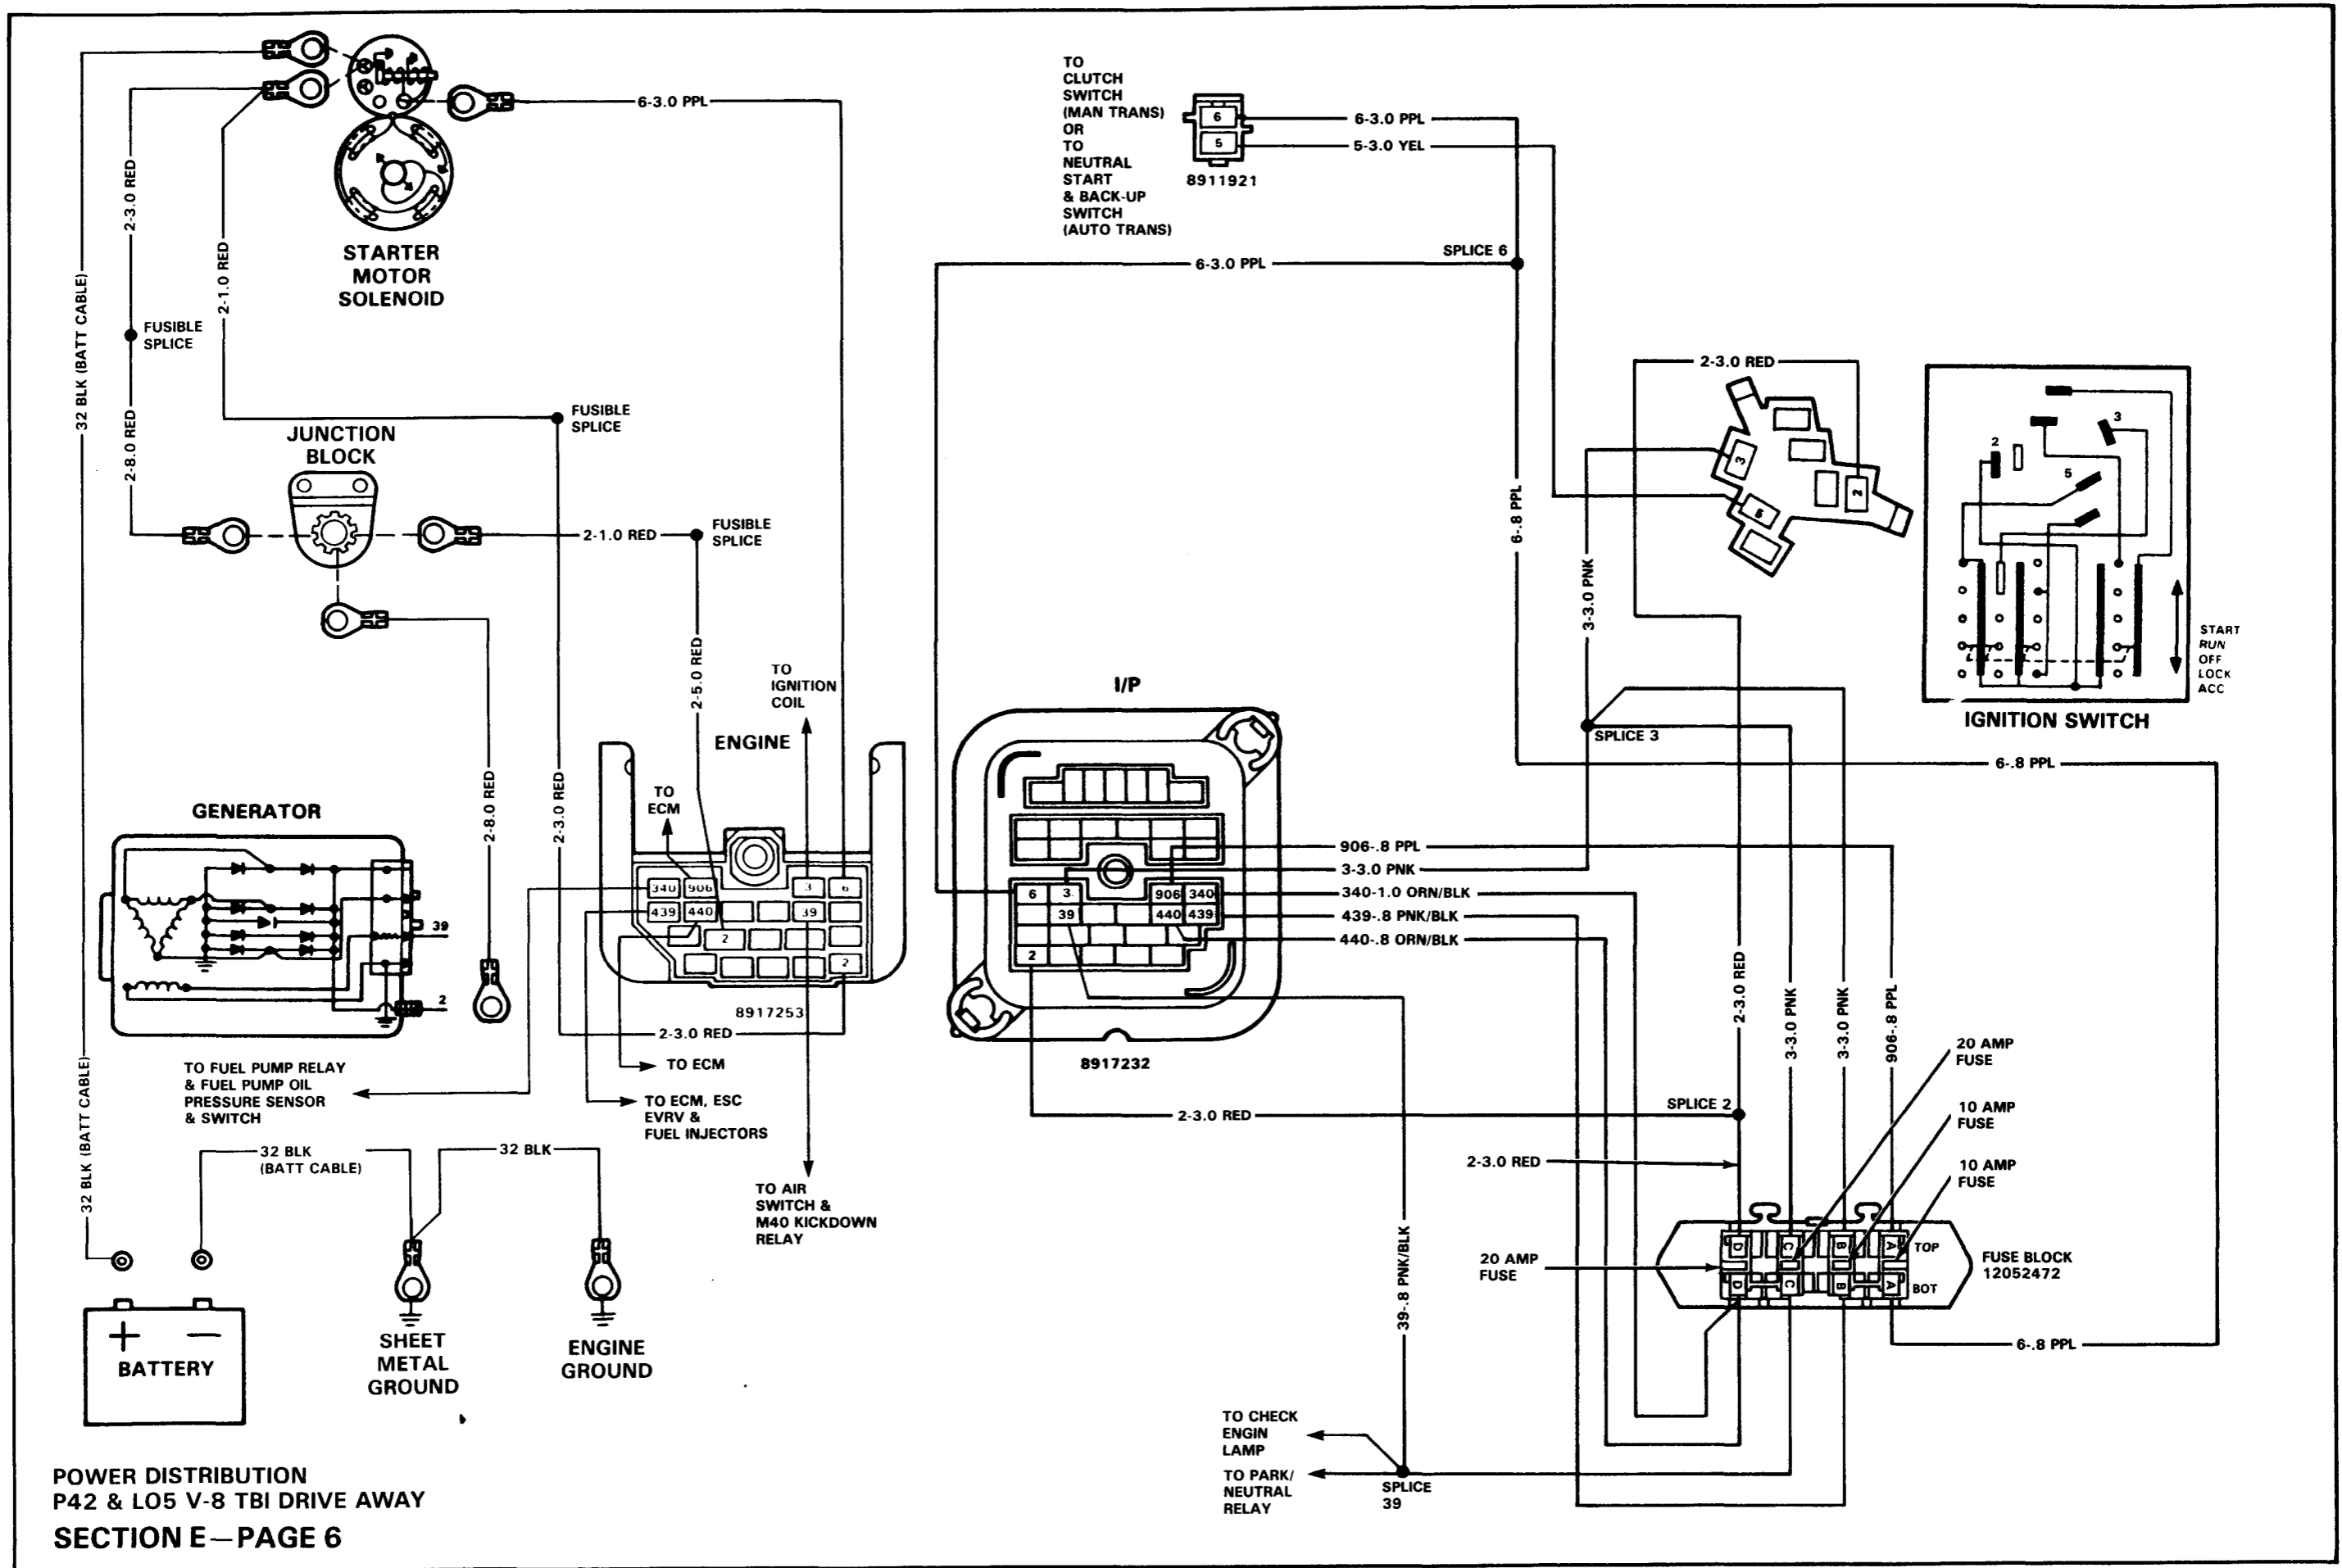 32 BLK (BATT CABLE)
2-3.0 RED
2-1.0 RED
6-3.0 PPL
STARTER
MOTOR
SOLENOID
FUSIBLE
SPLICE
2-8.0 RED
FUSIBLE
SPLICE
JUNCTION
BLOCK
2-1.0 RED
FUSIBLE
SPLICE
2-5.0 RED
2-8.0 RED
2-3.0 RED
TO
CLUTCH
SWITCH
(MAN TRANS)
OR
TO
NEUTRAL
START
& BACK-UP
SWITCH
(AUTO TRANS)
6
5
8911921
6-3.0 PPL
5-3.0 YEL
SPLICE 6
6-3.0 PPL
6-.8 PPL
3-3.0 PNK
2-3.0 RED
3
2
5
2
3
5
START
RUN
OFF
LOCK
ACC
IGNITION SWITCH
SPLICE 3
6-.8 PPL
GENERATOR
39
2
TO
IGNITION
COIL
ENGINE
TO
ECM
340 906 3 6
439 440 39
2
2
8917253
2-3.0 RED
TO ECM
TO ECM, ESC
EVRV &
FUEL INJECTORS
TO FUEL PUMP RELAY
& FUEL PUMP OIL
PRESSURE SENSOR
& SWITCH
TO AIR
SWITCH &
M40 KICKDOWN
RELAY
I/P
6 3 906 340
39 440 439
2
8917232
906-.8 PPL
3-3.0 PNK
340-1.0 ORN/BLK
439-.8 PNK/BLK
440-.8 ORN/BLK
2-3.0 RED
SPLICE 2
2-3.0 RED
2-3.0 RED
3-3.0 PNK
3-3.0 PNK
906-.8 PPL
20 AMP
FUSE
10 AMP
FUSE
10 AMP
FUSE
20 AMP
FUSE
D C B A TOP
D C B A BOT
FUSE BLOCK
12052472
6-.8 PPL
39-.8 PNK/BLK
TO CHECK
ENGIN
LAMP
TO PARK/
NEUTRAL
RELAY
SPLICE
39
32 BLK (BATT CABLE)
32 BLK
(BATT CABLE)
32 BLK
+ —
BATTERY
SHEET
METAL
GROUND
ENGINE
GROUND
POWER DISTRIBUTION
P42 & LO5 V-8 TBI DRIVE AWAY
SECTION E—PAGE 6